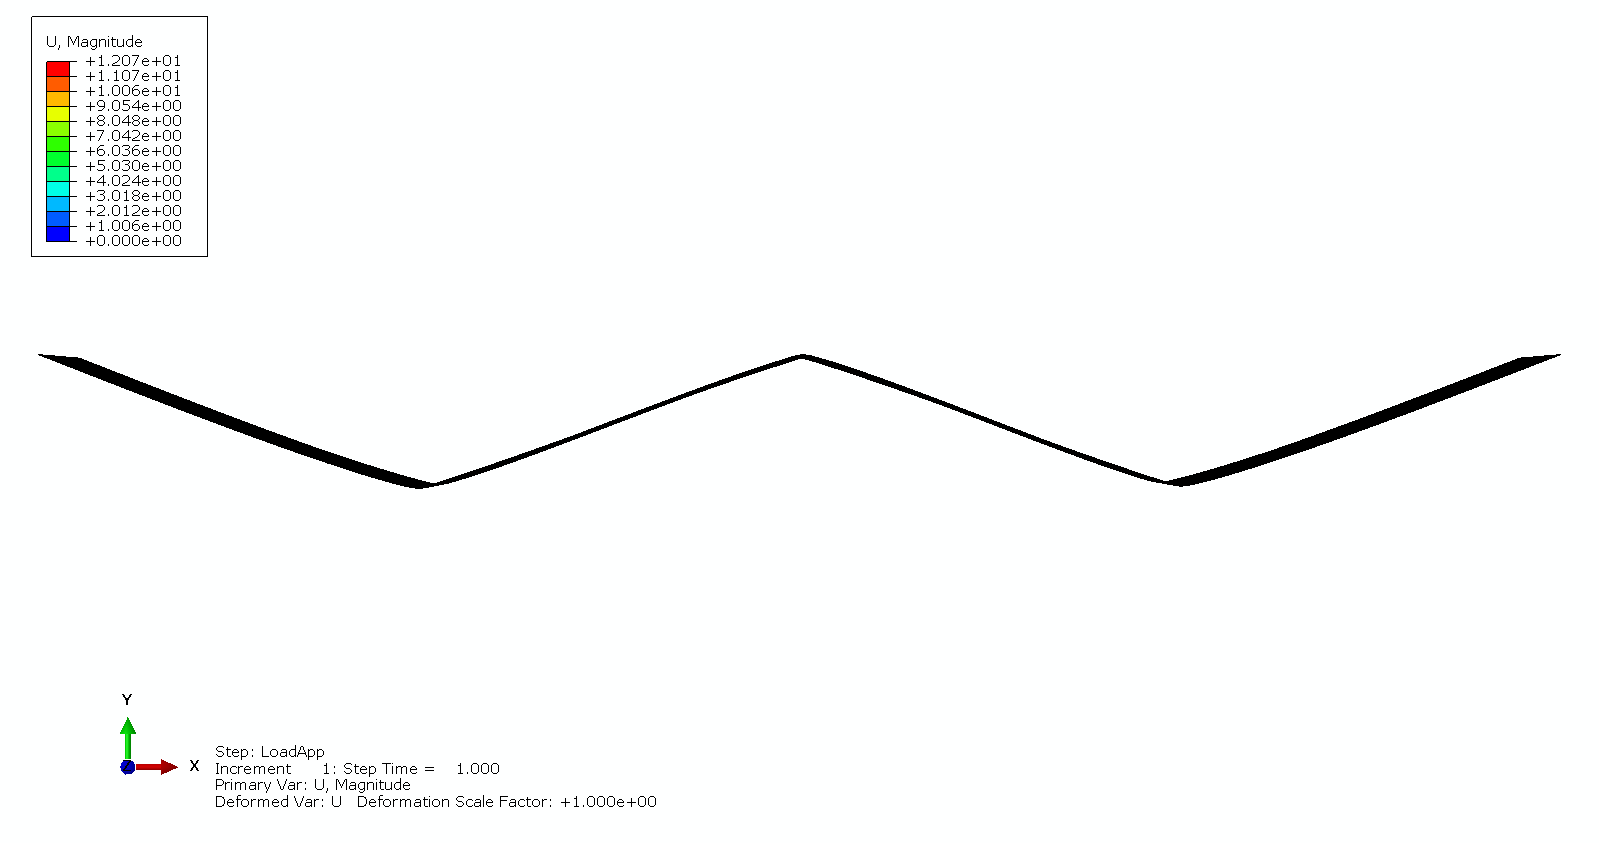 U, Magnitude
+1.207e+01
+1.107e+01
+1.006e+01
+9.054e+00
+8.048e+00
+7.042e+00
+6.036e+00
+5.030e+00
+4.024e+00
+3.018e+00
+2.012e+00
+1.006e+00
+0.000e+00
Y
X
Step: LoadApp
Increment 1: Step Time = 1.000
Primary Var: U, Magnitude
Deformed Var: U Deformation Scale Factor: +1.000e+00